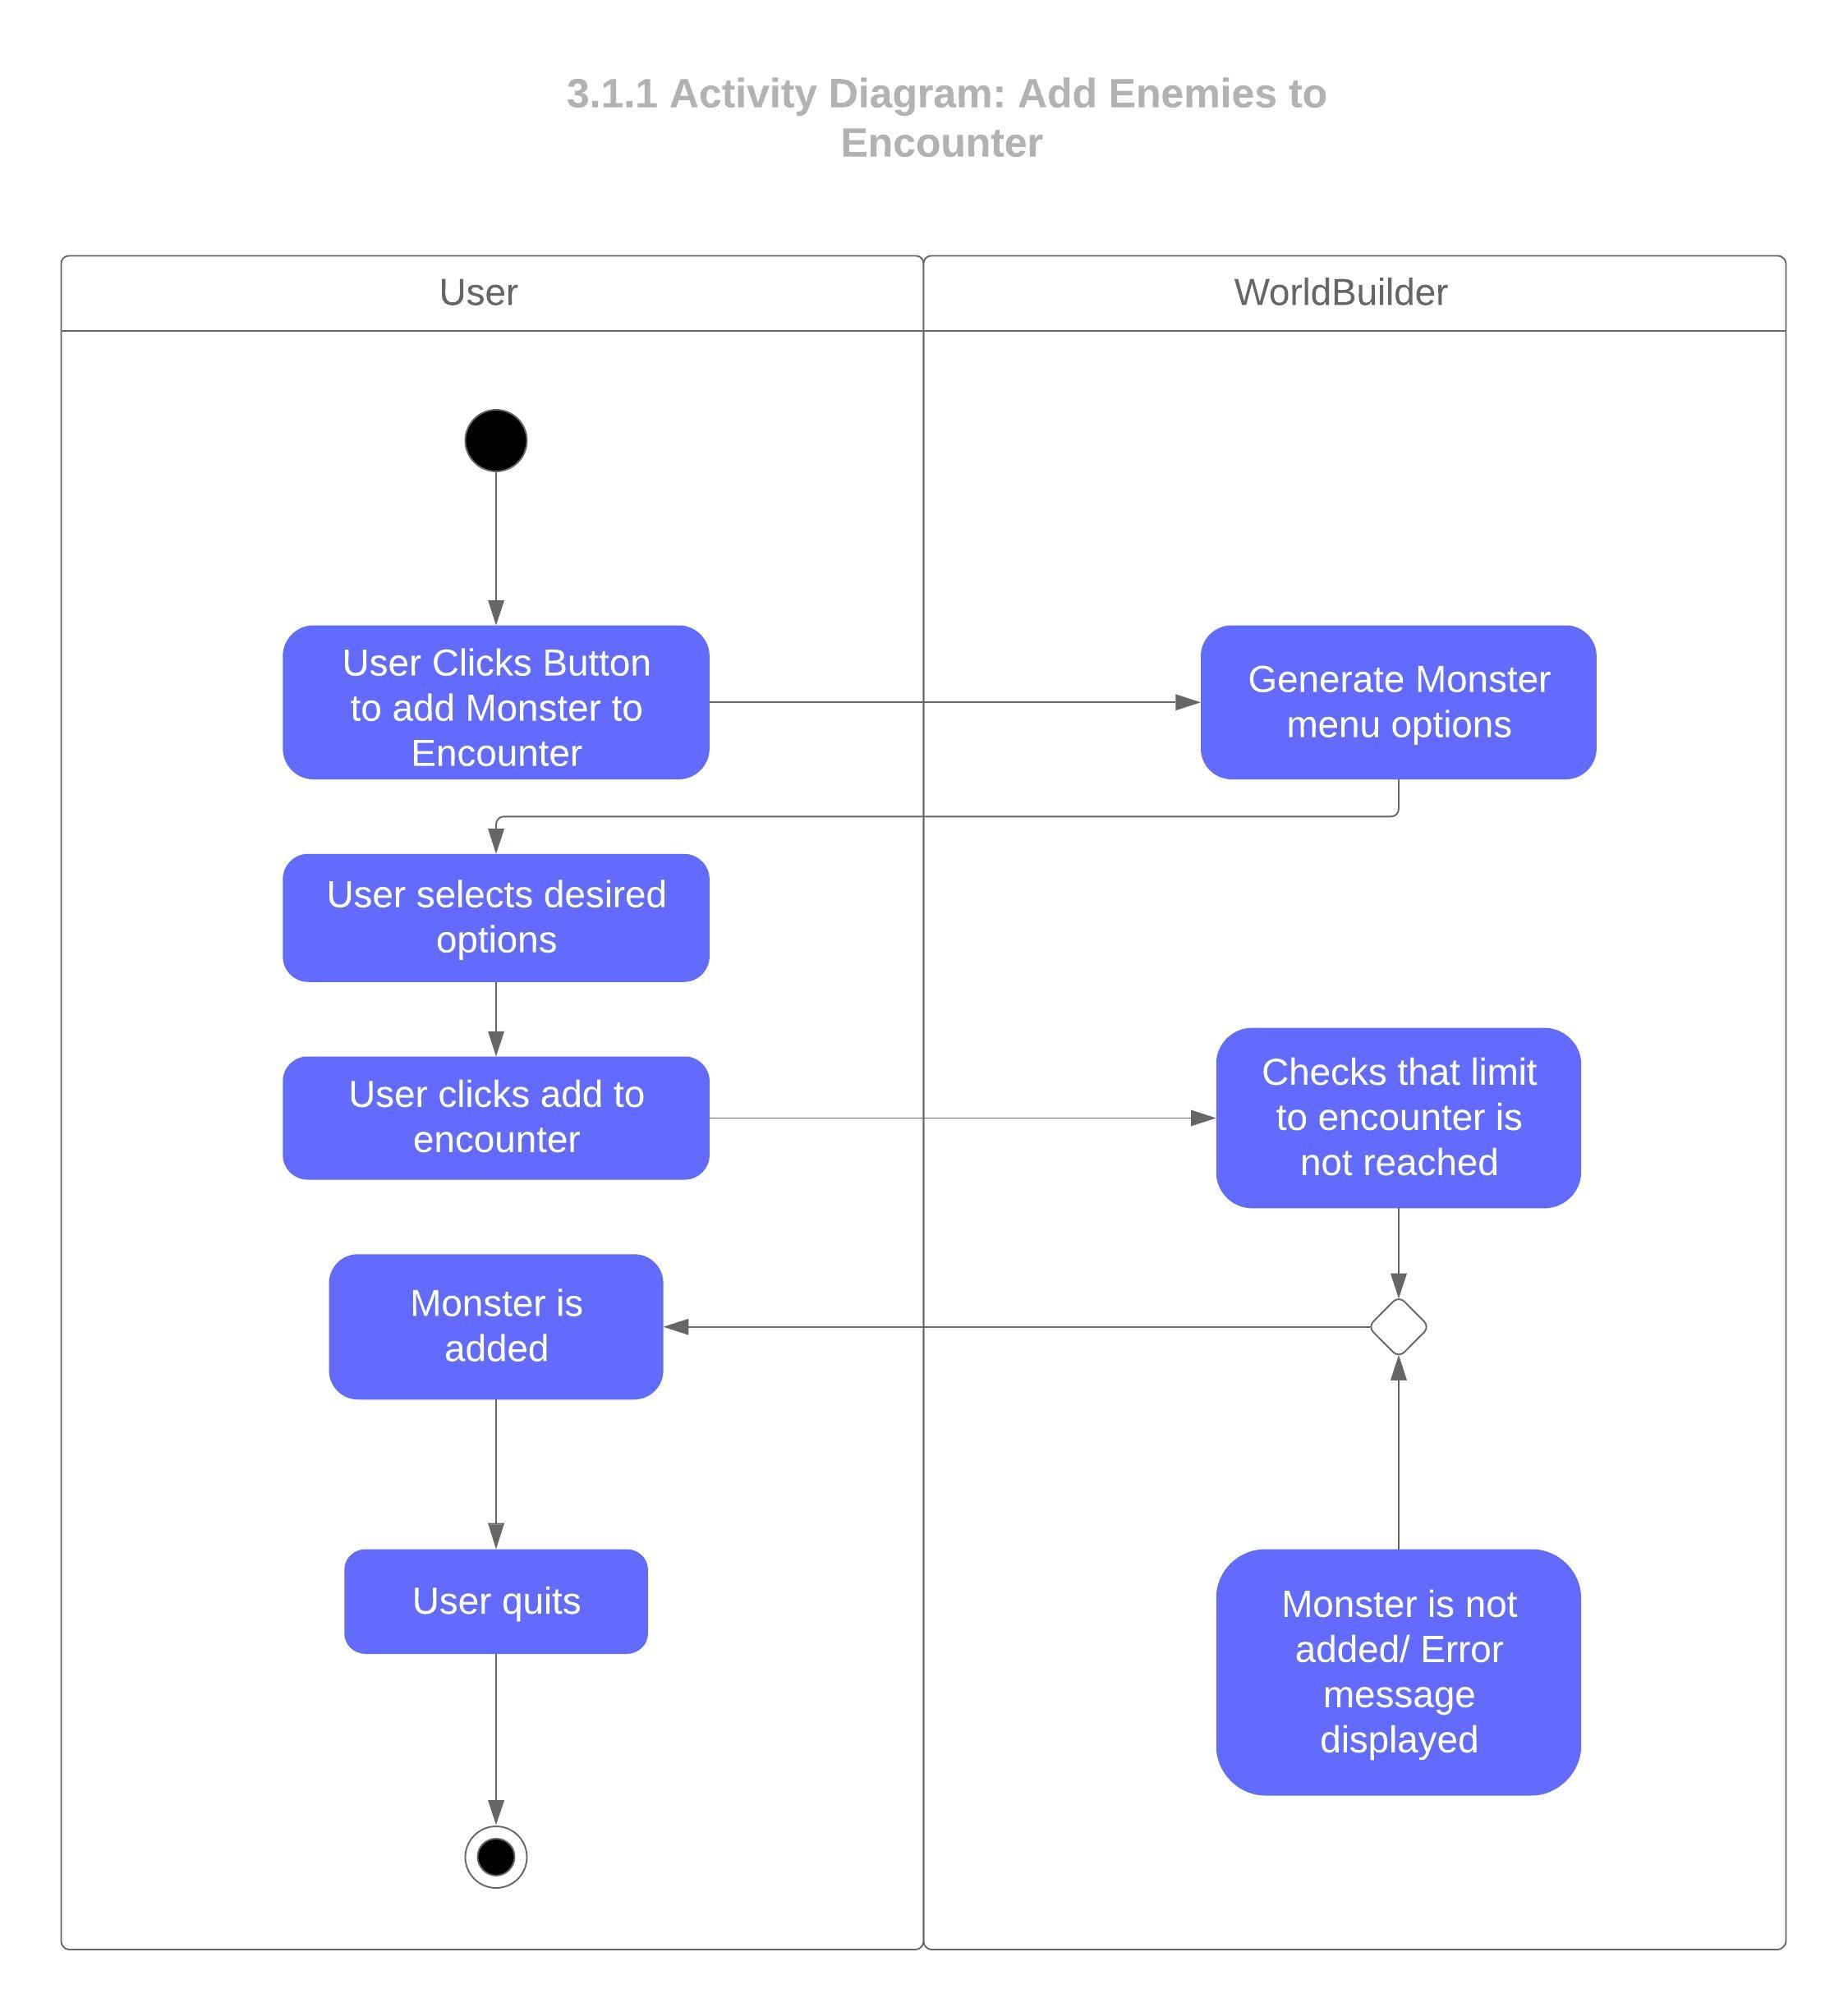 3.1.1 Activity Diagram: Add Enemies to
Encounter
User
WorldBuilder
User Clicks Button
to add Monster to
Encounter
Generate Monster
menu options
User selects desired
options
User clicks add to
encounter
Checks that limit
to encounter is
not reached
Monster is
added
User quits
Monster is not
added/ Error
message
displayed